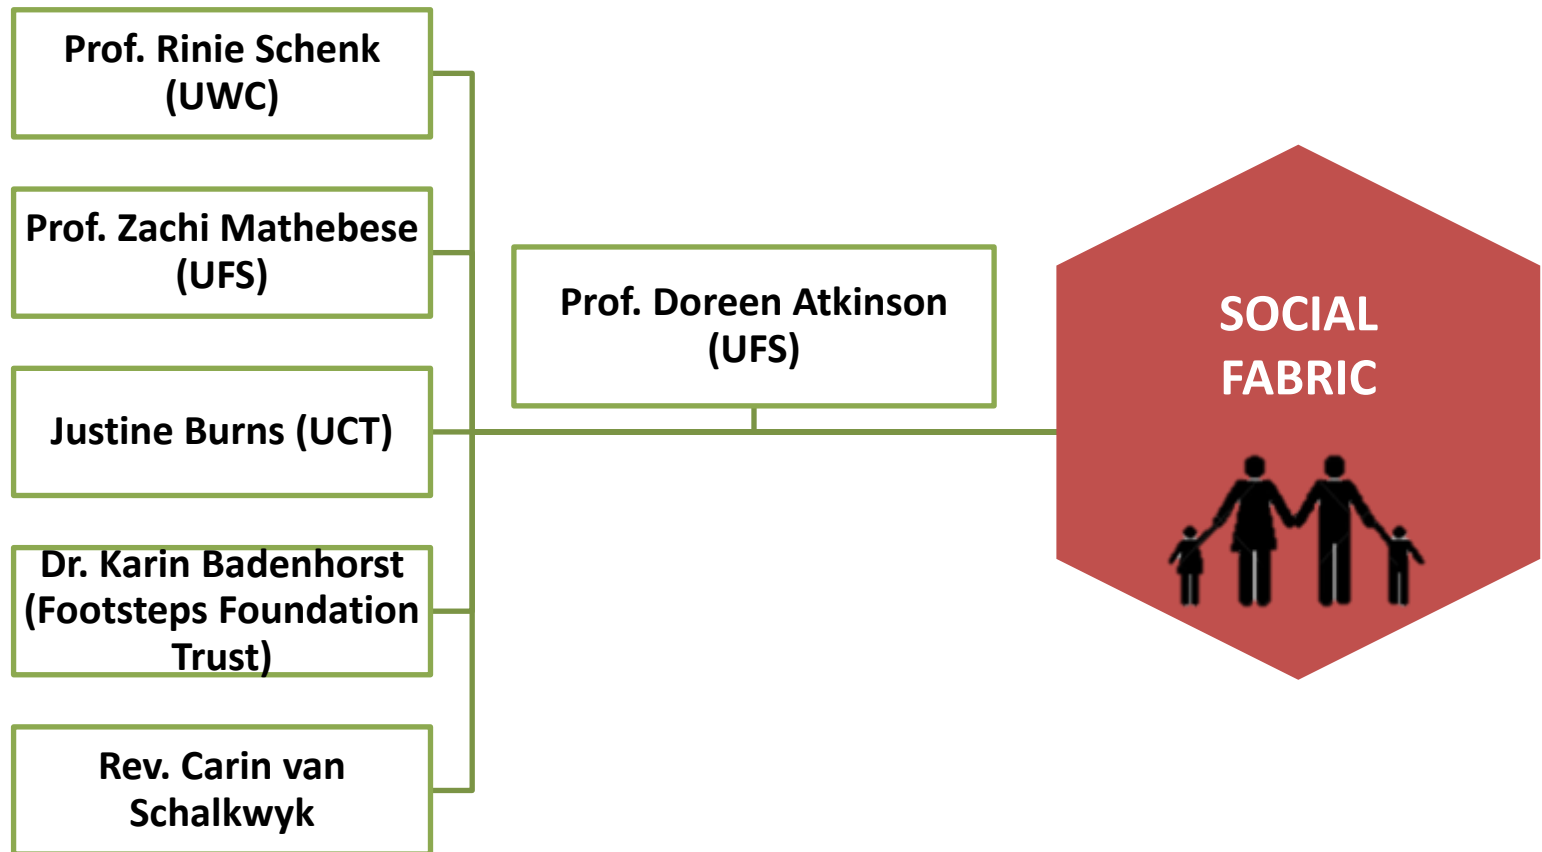 Prof. Rinie Schenk
(UWC)
Prof. Zachi Mathebese
(UFS)
Justine Burns (UCT)
Dr. Karin Badenhorst
(Footsteps Foundation
Trust)
Rev. Carin van
Schalkwyk
Prof. Doreen Atkinson
(UFS)
SOCIAL
FABRIC